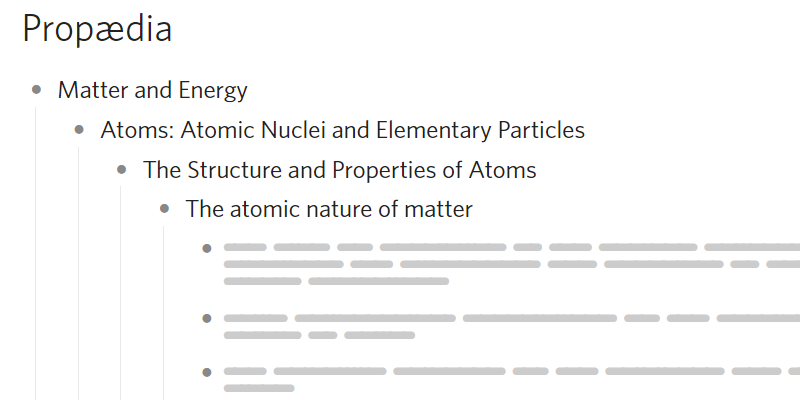 Propædia
Matter and Energy
Atoms: Atomic Nuclei and Elementary Particles
The Structure and Properties of Atoms
The atomic nature of matter